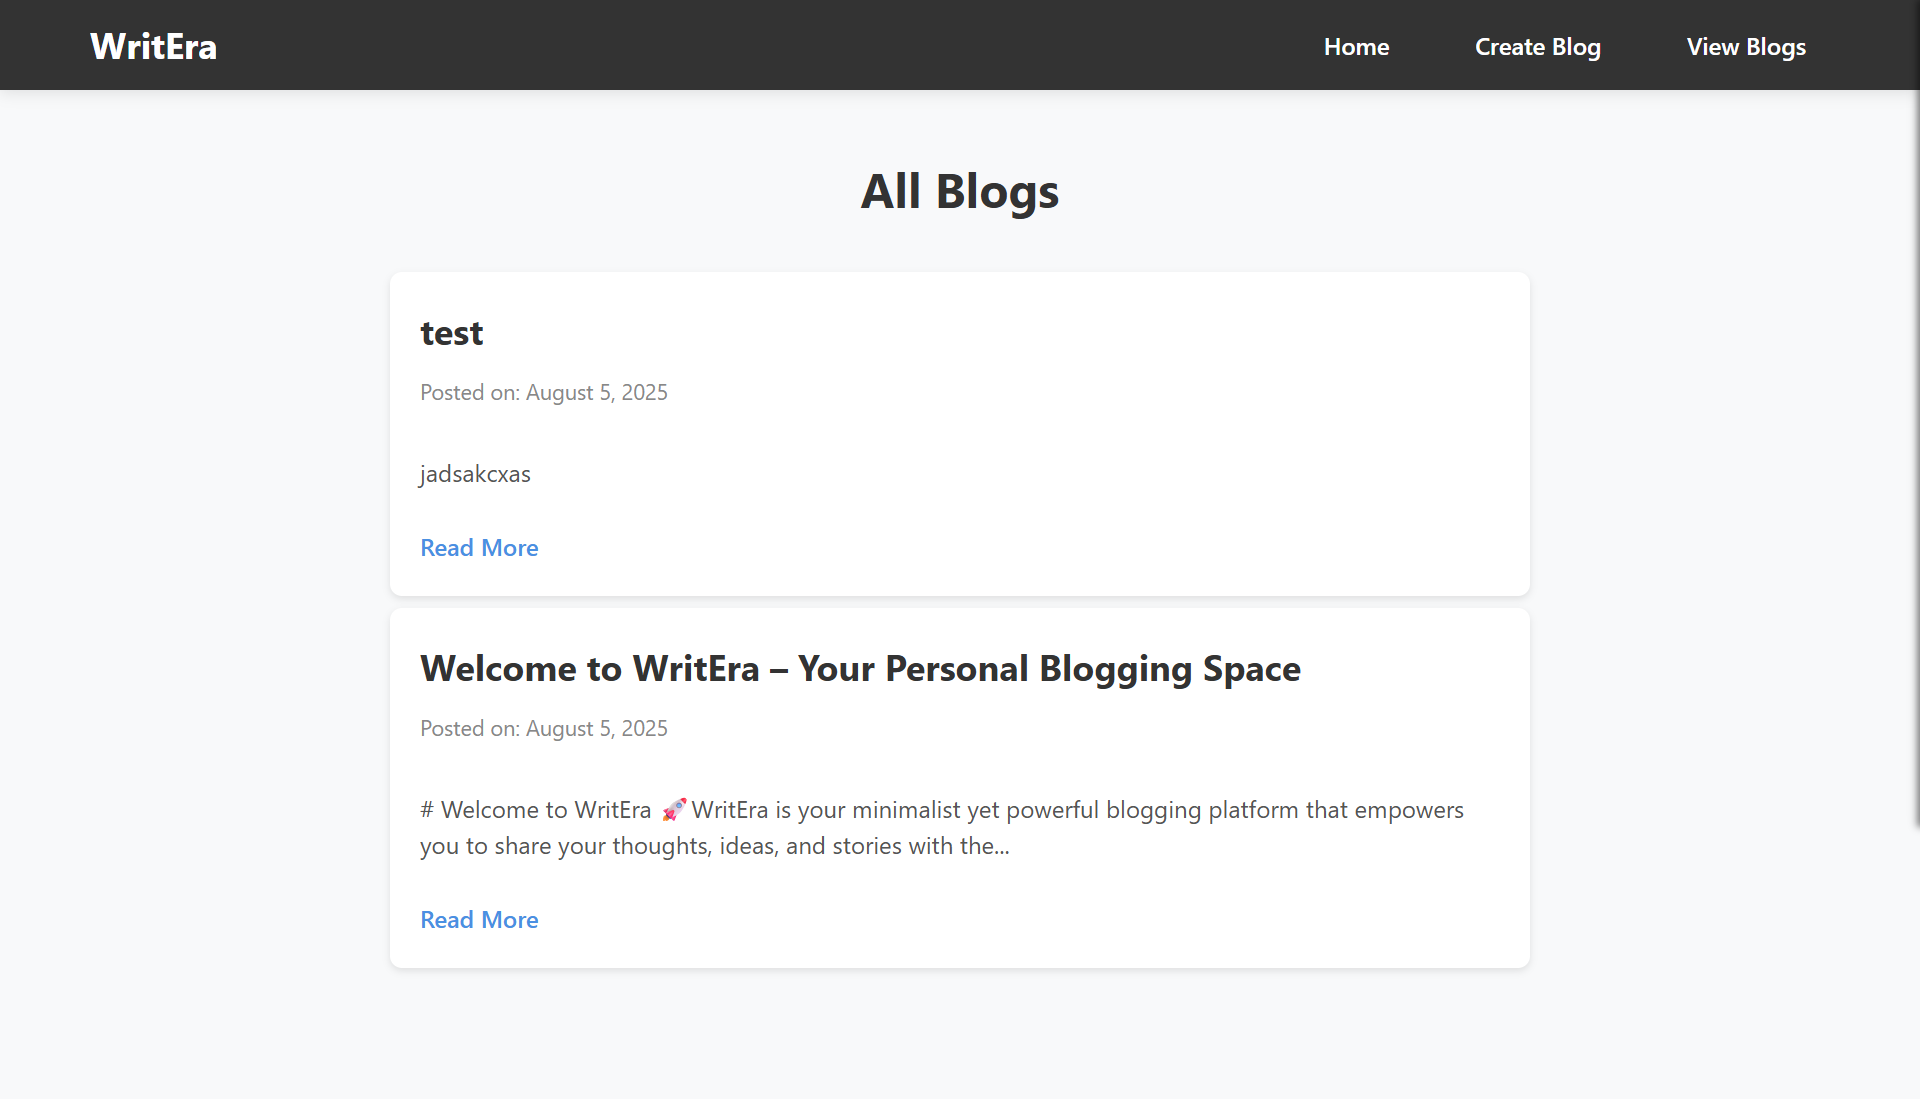 WritEra
Home
Create Blog
View Blogs
All Blogs
test
Posted on: August 5, 2025
jadsakcxas
Read More
Welcome to WritEra – Your Personal Blogging Space
Posted on: August 5, 2025
# Welcome to WritEra 🚀 WritEra is your minimalist yet powerful blogging platform that empowers
you to share your thoughts, ideas, and stories with the...
Read More